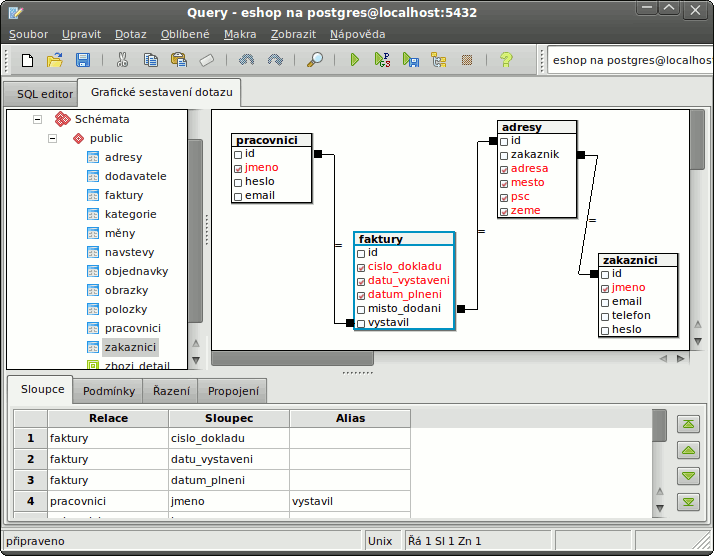 Query - eshop na postgres@localhost:5432
Soubor Upravit Dotaz Oblíbené Makra Zobrazit Nápověda
eshop na postgres@localhos
SQL editor Grafické sestavení dotazu
Schémata
public
adresy
dodavatele
faktury
kategorie
měny
navstevy
objednavky
obrazky
polozky
pracovnici
zakaznici
zbozi_detail
pracovnici
id
jmeno
heslo
email
=
faktury
id
cislo_dokladu
datu_vystaveni
datum_plneni
misto_dodani
vystavil
=
adresy
id
zakaznik
adresa
mesto
psc
zeme
=
zakaznici
id
jmeno
email
telefon
heslo
Sloupce Podmínky Řazení Propojení
Relace Sloupec Alias
1 faktury cislo_dokladu
2 faktury datu_vystaveni
3 faktury datum_plneni
4 pracovnici jmeno vystavil
připraveno Unix Řá 1 Sl 1 Zn 1